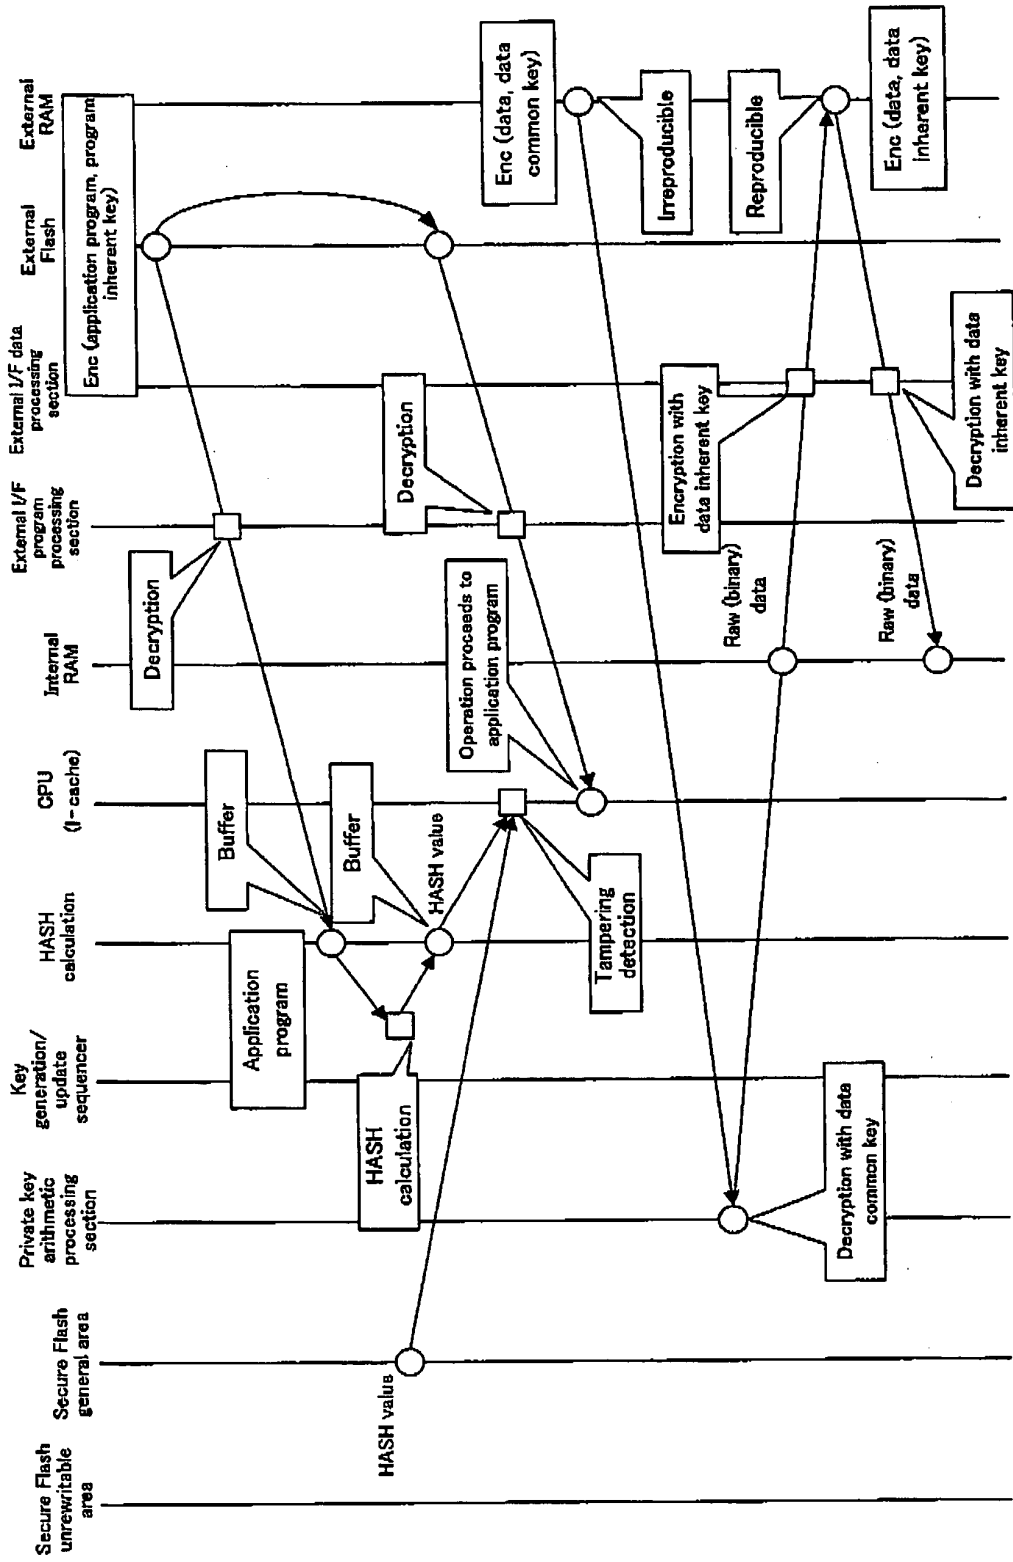 Secure Flash
unrewritable
area
Secure Flash
general area
Private key
arithmetic
processing
section
Key
generation/
update
sequencer
HASH
calculation
CPU
(I-cache)
Internal
RAM
External I/F
program
processing
section
External I/F data
processing
section
External
Flash
External
RAM
Enc (application program, program
inherent key)
Decryption
Buffer
Application
program
Buffer
HASH
calculation
HASH value
HASH value
Decryption
Operation proceeds to
application program
Tampering
detection
Enc (data, data
common key)
Irreproducible
Reproducible
Enc (data, data
inherent key)
Encryption with
data inherent key
Raw (binary)
data
Decryption with data
common key
Raw (binary)
data
Decryption with data
inherent key